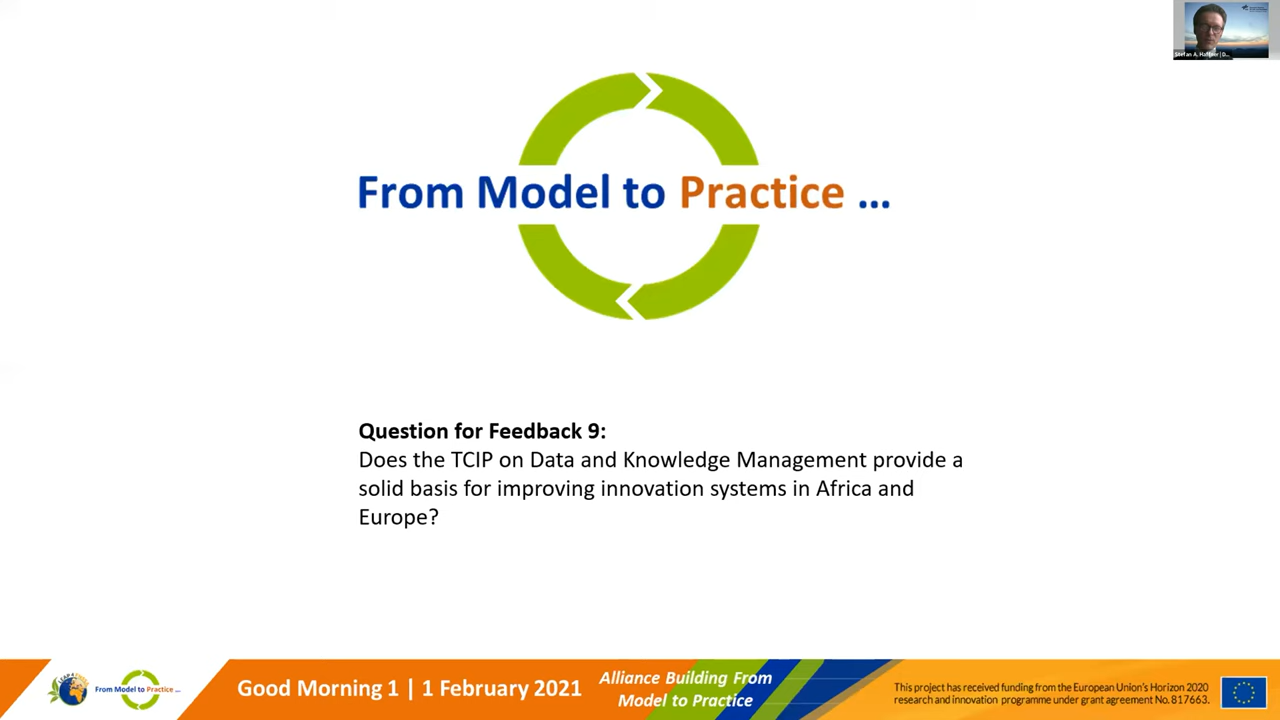 Stefan A. Haffner | D...
From Model to Practice ...
Question for Feedback 9:
Does the TCIP on Data and Knowledge Management provide a
solid basis for improving innovation systems in Africa and
Europe?
From Model to Practice ...
Good Morning 1 | 1 February 2021
Alliance Building From
Model to Practice
This project has received funding from the European Union's Horizon 2020
research and innovation programme under grant agreement No. 817663.